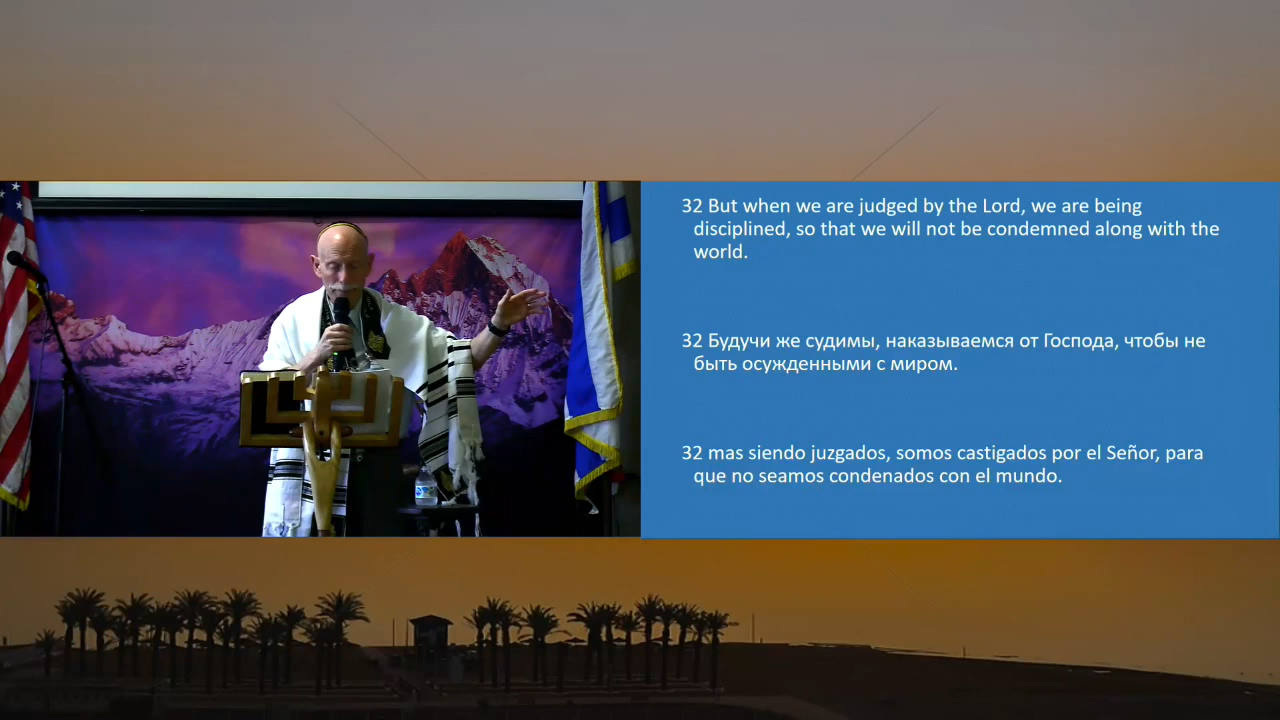 32 But when we are judged by the Lord, we are being
disciplined, so that we will not be condemned along with the
world.
32 Будучи же судимы, наказываемся от Господа, чтобы не
быть осужденными с миром.
32 mas siendo juzgados, somos castigados por el Señor, para
que no seamos condenados con el mundo.